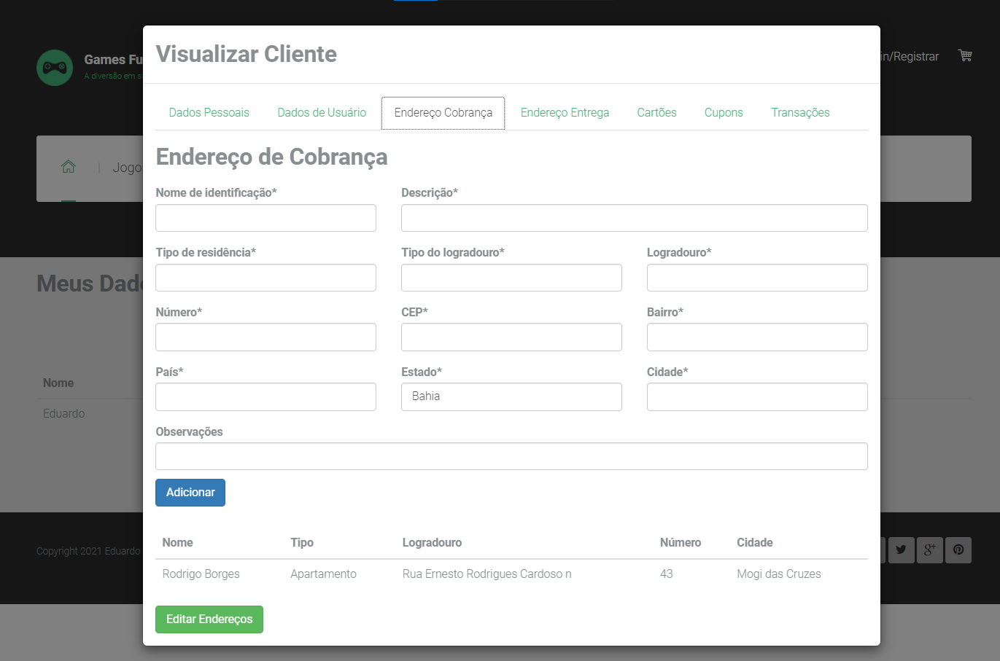 Visualizar Cliente
Games Fu
A diversão em s
in/Registrar
Dados Pessoais Dados de Usuário Endereço Cobrança Endereço Entrega Cartões Cupons Transações
Endereço de Cobrança
| Jogo
Nome de identificação* Descrição*
Tipo de residência* Tipo do logradouro* Logradouro*
Meus Dad
Número* CEP* Bairro*
País* Estado* Cidade*
Nome
Bahia
Eduardo
Observações
Adicionar
Nome Tipo Logradouro Número Cidade
Copyright 2021 Eduardo
Rodrigo Borges Apartamento Rua Ernesto Rodrigues Cardoso n 43 Mogi das Cruzes
Editar Endereços